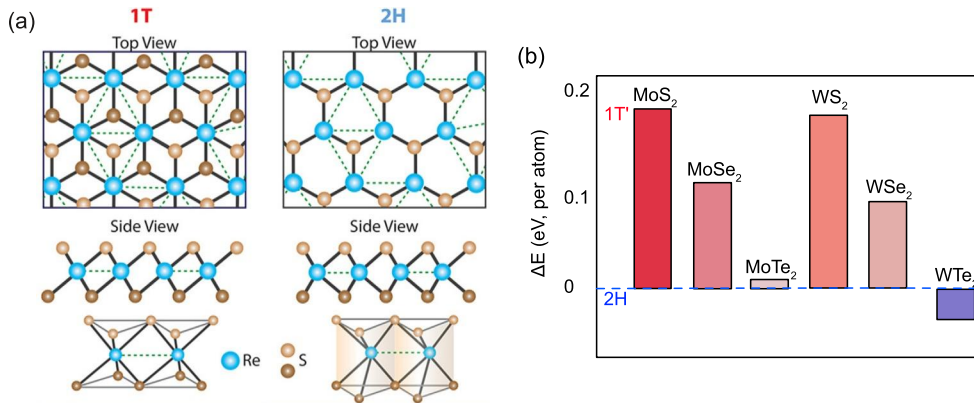 (a)
1T
2H
Top View
Top View
Side View
Side View
Re
S
(b)
ΔE (eV, per atom)
0.2
0.1
0
1T'
2H
MoS2
MoSe2
MoTe2
WS2
WSe2
WTe